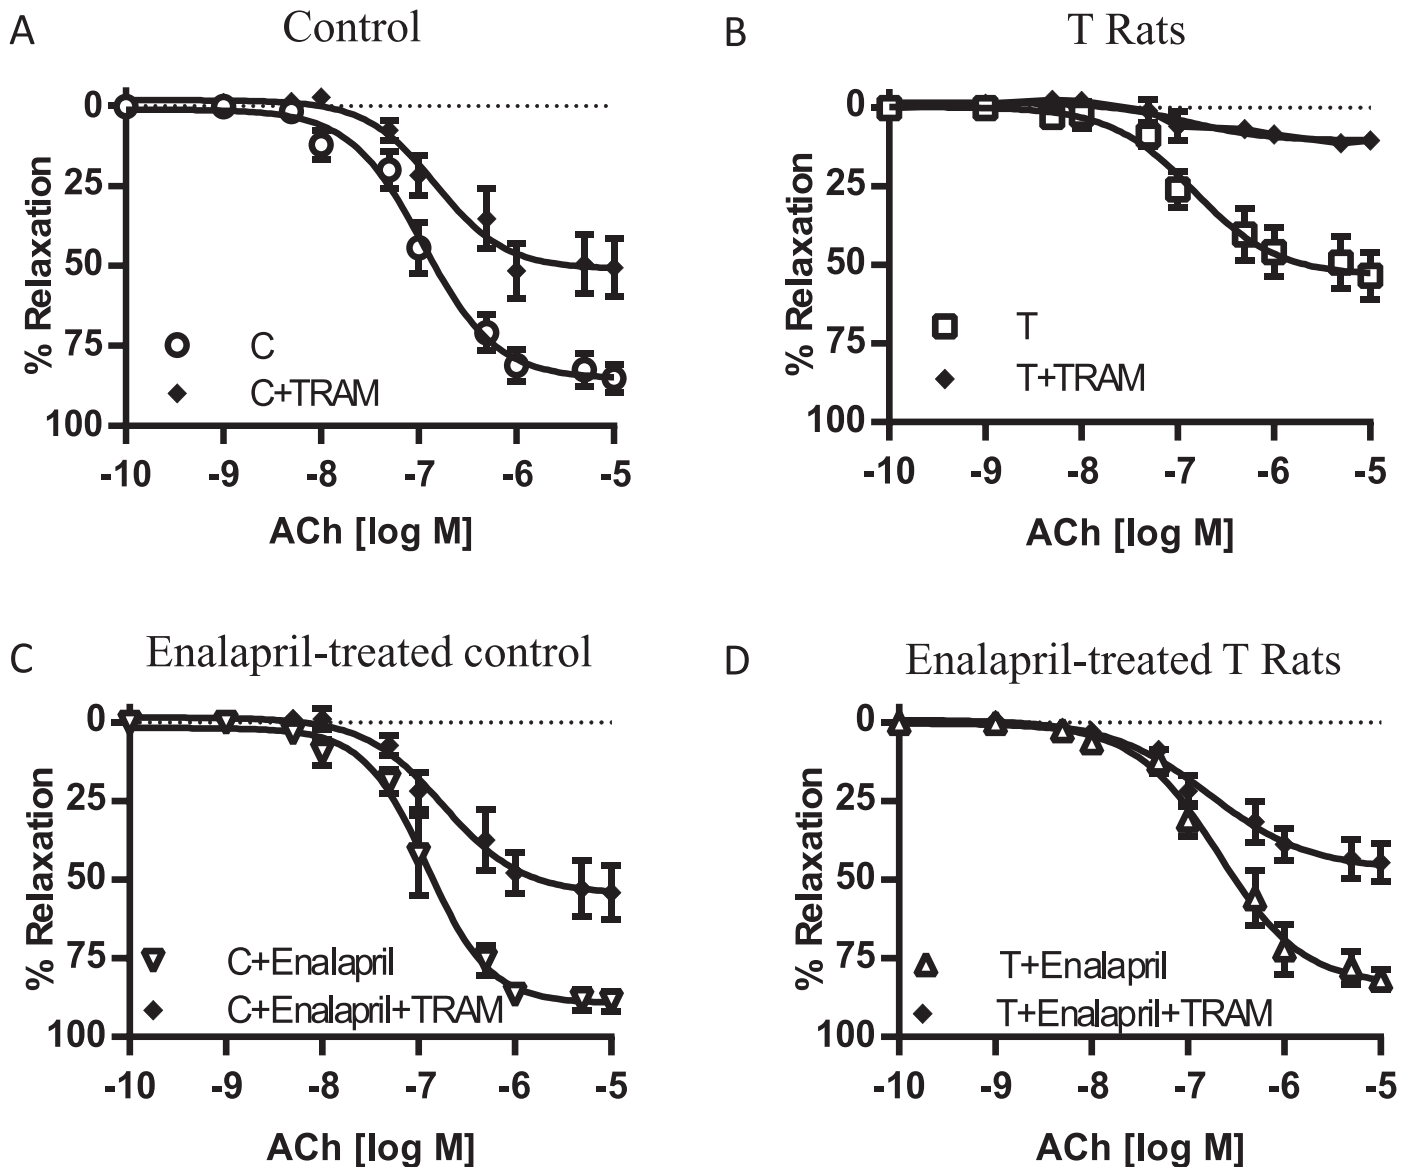 A
Control
0
25
50
75
100
% Relaxation
C
C+TRAM
-10 -9 -8 -7 -6 -5
ACh [log M]
B
T Rats
0
25
50
75
100
% Relaxation
T
T+TRAM
-10 -9 -8 -7 -6 -5
ACh [log M]
C
Enalapril-treated control
0
25
50
75
100
% Relaxation
C+Enalapril
C+Enalapril+TRAM
-10 -9 -8 -7 -6 -5
ACh [log M]
D
Enalapril-treated T Rats
0
25
50
75
100
% Relaxation
T+Enalapril
T+Enalapril+TRAM
-10 -9 -8 -7 -6 -5
ACh [log M]